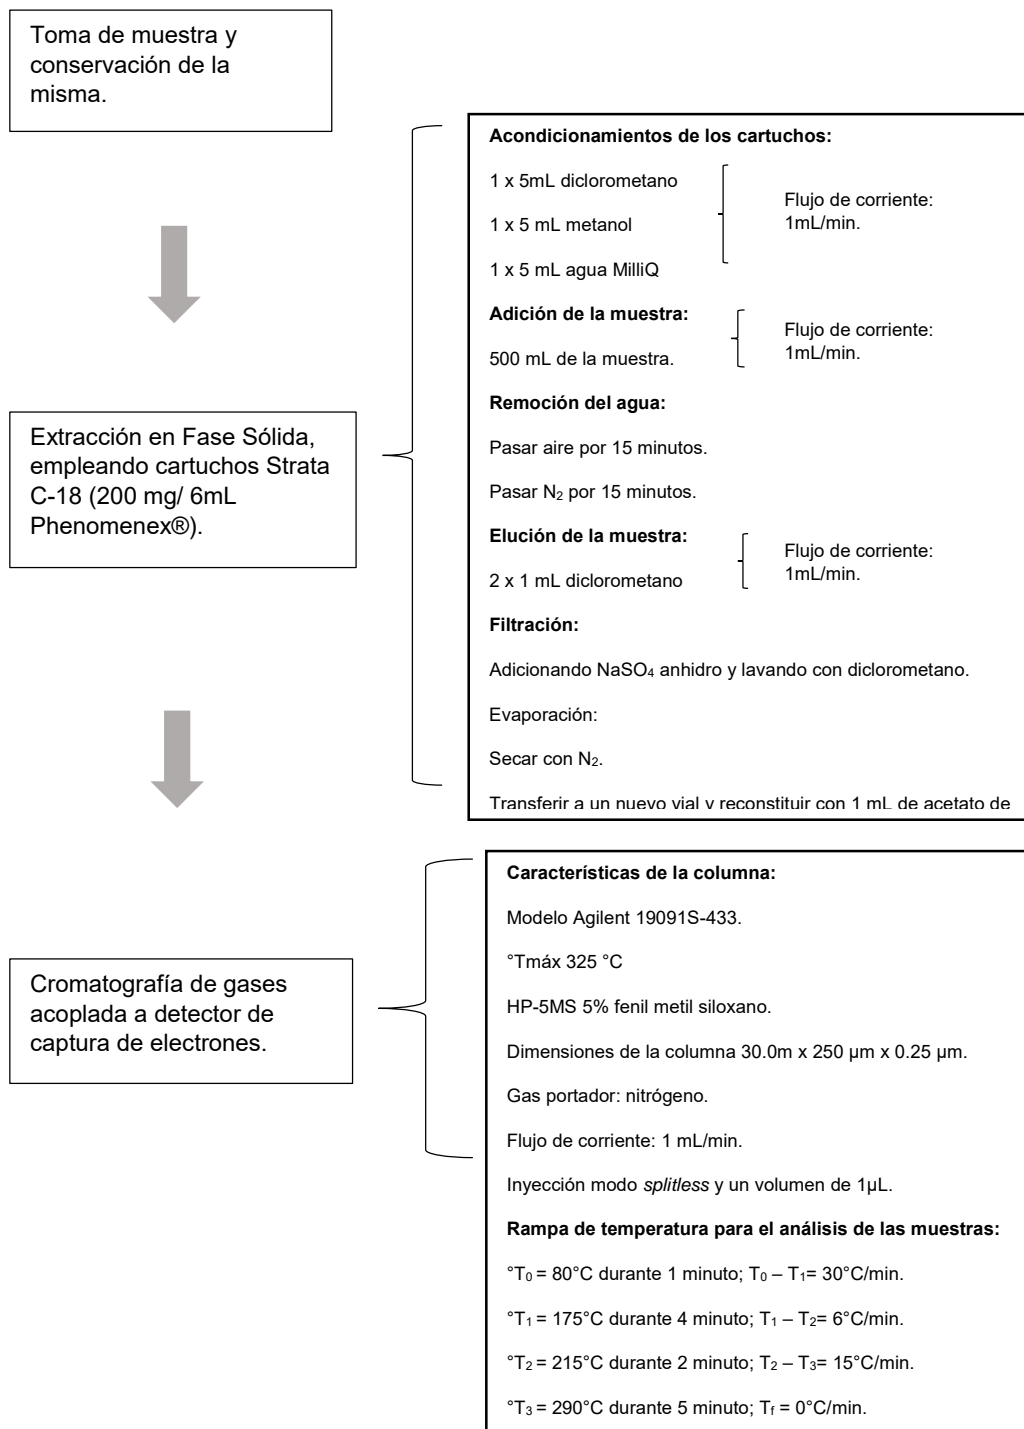 Toma de muestra y
conservación de la
misma.
Extracción en Fase Sólida,
empleando cartuchos Strata
C-18 (200 mg/ 6mL
Phenomenex®).
Acondicionamientos de los cartuchos:
1 x 5mL diclorometano
1 x 5 mL metanol
1 x 5 mL agua MilliQ
Flujo de corriente:
1mL/min.
Adición de la muestra:
500 mL de la muestra.
Flujo de corriente:
1mL/min.
Remoción del agua:
Pasar aire por 15 minutos.
Pasar N₂ por 15 minutos.
Elución de la muestra:
2 x 1 mL diclorometano
Flujo de corriente:
1mL/min.
Filtración:
Adicionando NaSO₄ anhidro y lavando con diclorometano.
Evaporación:
Secar con N₂.
Transferir a un nuevo vial y reconstituir con 1 mL de acetato de
Cromatografía de gases
acoplada a detector de
captura de electrones.
Características de la columna:
Modelo Agilent 19091S-433.
°Tmáx 325 °C
HP-5MS 5% fenil metil siloxano.
Dimensiones de la columna 30.0m x 250 µm x 0.25 µm.
Gas portador: nitrógeno.
Flujo de corriente: 1 mL/min.
Inyección modo splitless y un volumen de 1µL.
Rampa de temperatura para el análisis de las muestras:
°T₀ = 80°C durante 1 minuto; T₀ – T₁= 30°C/min.
°T₁ = 175°C durante 4 minuto; T₁ – T₂= 6°C/min.
°T₂ = 215°C durante 2 minuto; T₂ – T₃= 15°C/min.
°T₃ = 290°C durante 5 minuto; Tf = 0°C/min.